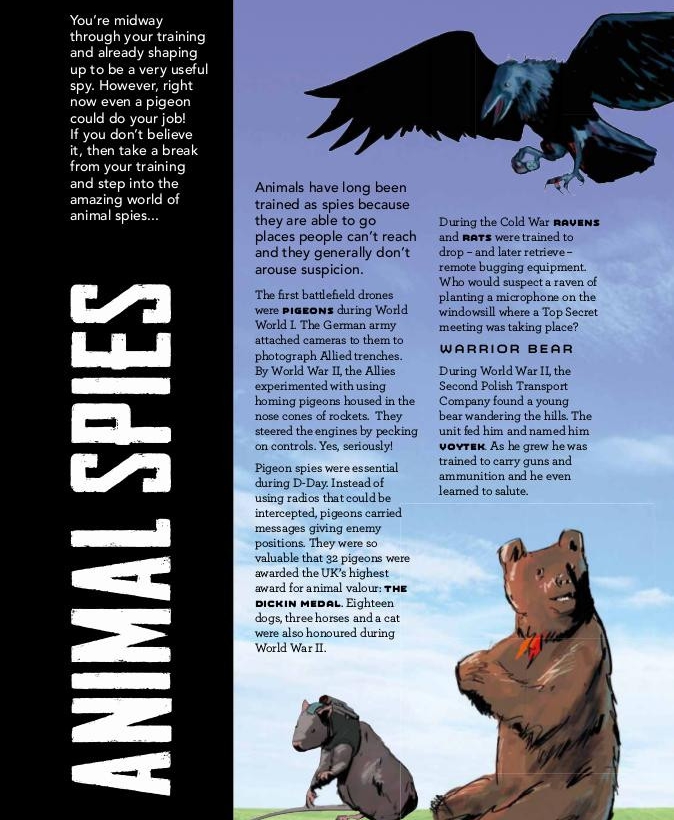 You're midway
through your training
and already shaping
up to be a very useful
spy. However, right
now even a pigeon
could do your job!
If you don't believe
it, then take a break
from your training
and step into the
amazing world of
animal spies...
ANIMAL SPIES
Animals have long been
trained as spies because
they are able to go
places people can't reach
and they generally don't
arouse suspicion.
The first battlefield drones
were PIGEONS during World
World I. The German army
attached cameras to them to
photograph Allied trenches.
By World War II, the Allies
experimented with using
homing pigeons housed in the
nose cones of rockets. They
steered the engines by pecking
on controls. Yes, seriously!
Pigeon spies were essential
during D-Day. Instead of
using radios that could be
intercepted, pigeons carried
messages giving enemy
positions. They were so
valuable that 32 pigeons were
awarded the UK's highest
award for animal valour: THE
DICKIN MEDAL. Eighteen
dogs, three horses and a cat
were also honoured during
World War II.
During the Cold War RAVENS
and RATS were trained to
drop – and later retrieve –
remote bugging equipment.
Who would suspect a raven of
planting a microphone on the
windowsill where a Top Secret
meeting was taking place?
WARRIOR BEAR
During World War II, the
Second Polish Transport
Company found a young
bear wandering the hills. The
unit fed him and named him
VOYTEK. As he grew he was
trained to carry guns and
ammunition and he even
learned to salute.